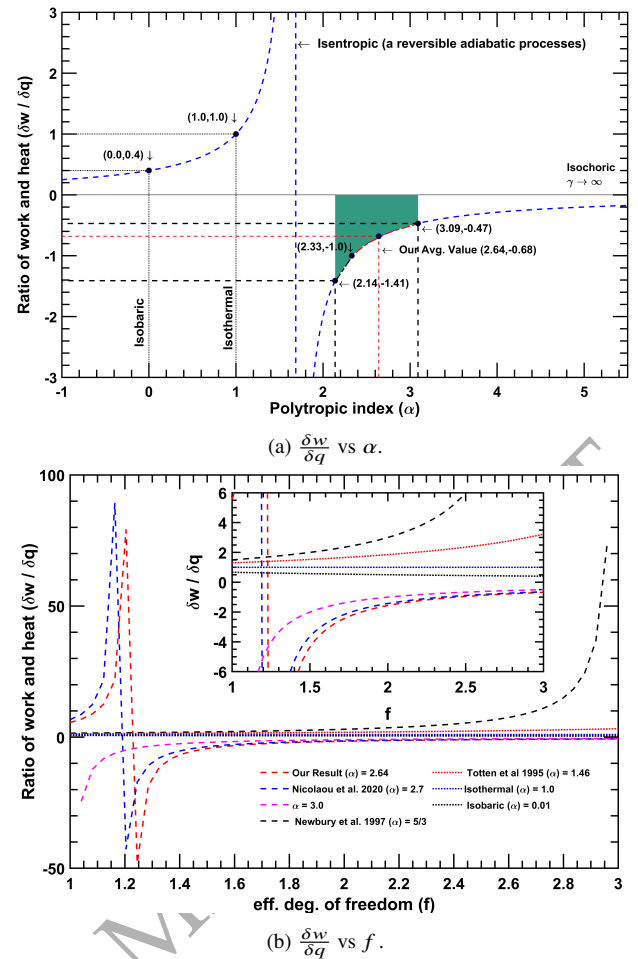 3
← Isentropic (a reversible adiabatic processes)
2
(1.0,1.0) ↓
1
(0.0,0.4) ↓
Isochoric
γ → ∞
0
← (3.09,-0.47)
(2.33,-1.0)↓
← Our Avg. Value (2.64,-0.68)
-1
← (2.14,-1.41)
-2
Isobaric
Isothermal
-3
Ratio of work and heat (δw / δq)
-1 0 1 2 3 4 5
Polytropic index (α)
(a) δw/δq vs α.
100
50
0
-50
Ratio of work and heat (δw / δq)
6
4
2
0
-2
-4
-6
δw / δq
1 1.5 2 2.5 3
f
Our Result (α) = 2.64
Totten et al 1995 (α) = 1.46
Nicolaou et al. 2020 (α) = 2.7
Isothermal (α) = 1.0
α = 3.0
Isobaric (α) = 0.01
Newbury et al. 1997 (α) = 5/3
1 1.2 1.4 1.6 1.8 2 2.2 2.4 2.6 2.8 3
eff. deg. of freedom (f)
(b) δw/δq vs f.